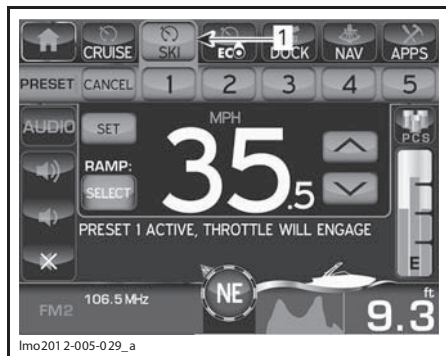 CRUISE SKI 1 ECO DOCK NAV APPS
PRESET CANCEL 1 2 3 4 5
AUDIO SET MPH PCS
RAMP: 35.5
SELECT
PRESET 1 ACTIVE, THROTTLE WILL ENGAGE
E
FM2 106.5 MHz NE 9.3 ft
lmo2012-005-029_a